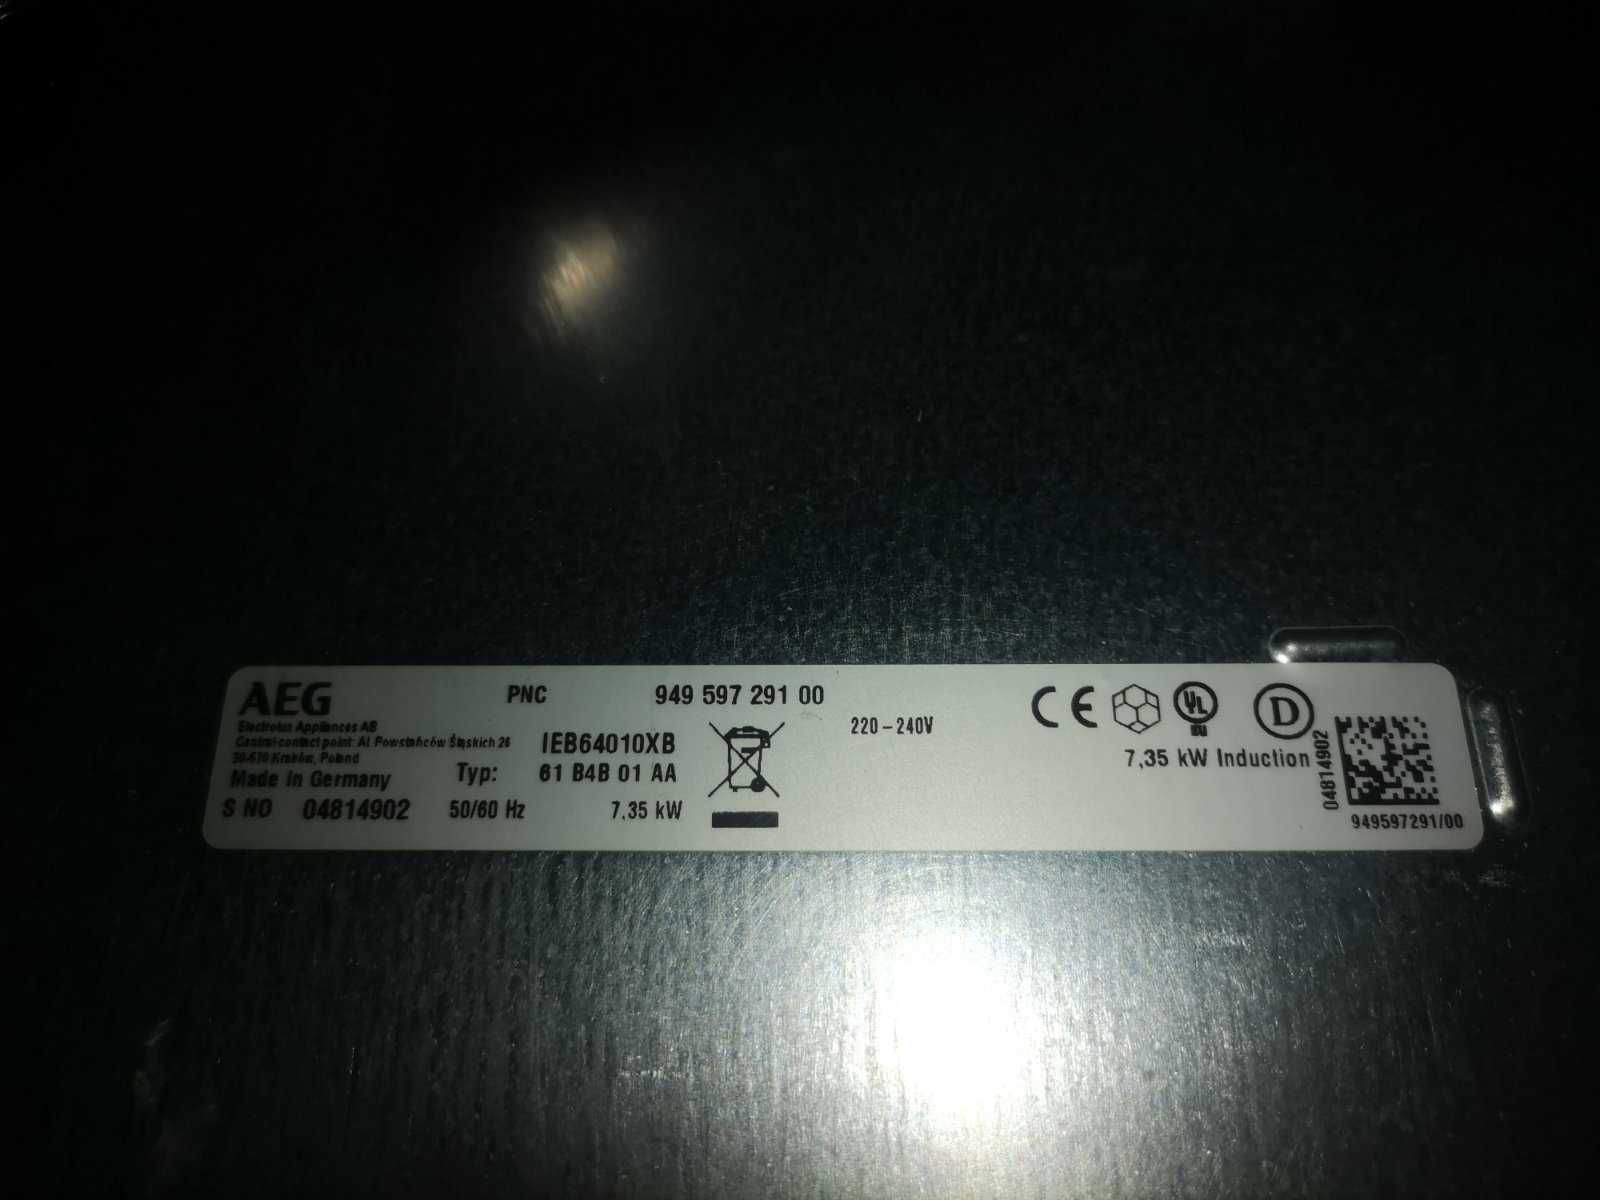 AEG
Electrolux Appliances AB
Central contact point: Al. Powstańców Śląskich 26
30-570 Kraków, Poland
Made in Germany
S NO 04814902
PNC 949 597 291 00
IEB64010XB
Typ: 61 B4B 01 AA
50/60 Hz 7,35 kW
220-240V
CE
UL
D
7,35 kW Induction
04814902
949597291/00